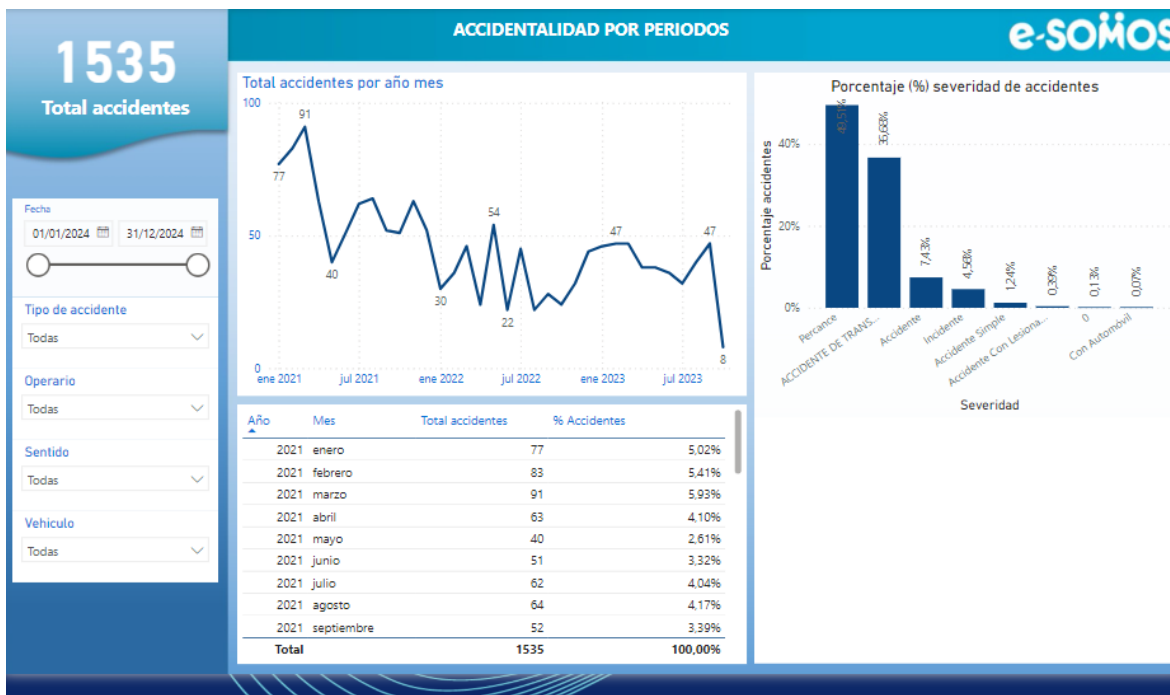 1535
Total accidentes
ACCIDENTALIDAD POR PERIODOS
e-SOMOS
Fecha
01/01/2024 31/12/2024
Tipo de accidente
Todas
Operario
Todas
Sentido
Todas
Vehiculo
Todas
Total accidentes por año mes
100
50
0
77
91
40
30
54
22
47
47
8
ene 2021 jul 2021 ene 2022 jul 2022 ene 2023 jul 2023
Año Mes Total accidentes % Accidentes
2021 enero 77 5,02%
2021 febrero 83 5,41%
2021 marzo 91 5,93%
2021 abril 63 4,10%
2021 mayo 40 2,61%
2021 junio 51 3,32%
2021 julio 62 4,04%
2021 agosto 64 4,17%
2021 septiembre 52 3,39%
Total 1535 100,00%
Porcentaje (%) severidad de accidentes
Porcentaje accidentes
40%
20%
0%
49,51%
36,68%
7,43%
4,56%
1,24%
0,39%
0,13%
0,07%
Percance
ACCIDENTE DE TRANS...
Accidente
Incidente
Accidente Simple
Accidente Con Lesiona...
0
Con Automóvil
Severidad